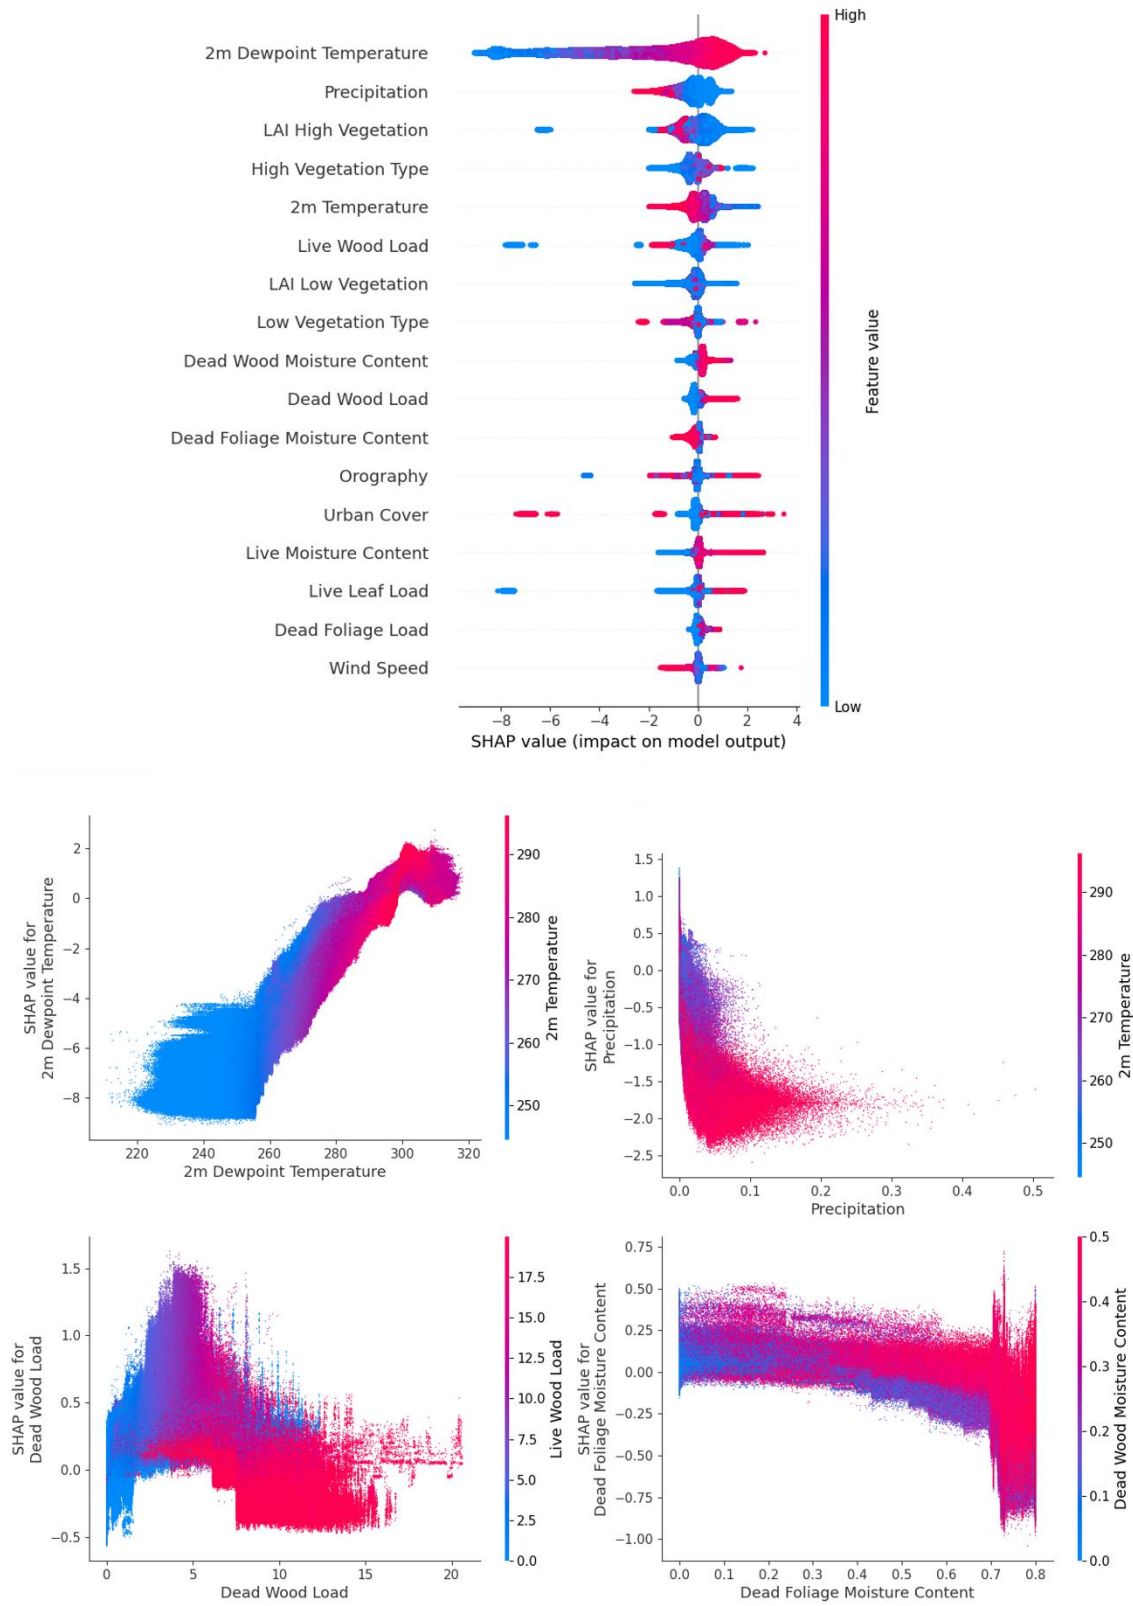 High
2m Dewpoint Temperature
Precipitation
LAI High Vegetation
High Vegetation Type
2m Temperature
Live Wood Load
LAI Low Vegetation
Low Vegetation Type
Dead Wood Moisture Content
Dead Wood Load
Dead Foliage Moisture Content
Orography
Urban Cover
Live Moisture Content
Live Leaf Load
Dead Foliage Load
Wind Speed
Feature value
Low
−8 −6 −4 −2 0 2 4
SHAP value (impact on model output)
SHAP value for
2m Dewpoint Temperature
2
0
−2
−4
−6
−8
220 240 260 280 300 320
2m Dewpoint Temperature
290
280
270
260
250
2m Temperature
SHAP value for
Precipitation
1.5
1.0
0.5
0.0
−0.5
−1.0
−1.5
−2.0
−2.5
0.0 0.1 0.2 0.3 0.4 0.5
Precipitation
290
280
270
260
250
2m Temperature
SHAP value for
Dead Wood Load
1.5
1.0
0.5
0.0
−0.5
0 5 10 15 20
Dead Wood Load
17.5
15.0
12.5
10.0
7.5
5.0
2.5
0.0
Live Wood Load
SHAP value for
Dead Foliage Moisture Content
0.75
0.50
0.25
0.00
−0.25
−0.50
−0.75
−1.00
0.0 0.1 0.2 0.3 0.4 0.5 0.6 0.7 0.8
Dead Foliage Moisture Content
0.5
0.4
0.3
0.2
0.1
0.0
Dead Wood Moisture Content